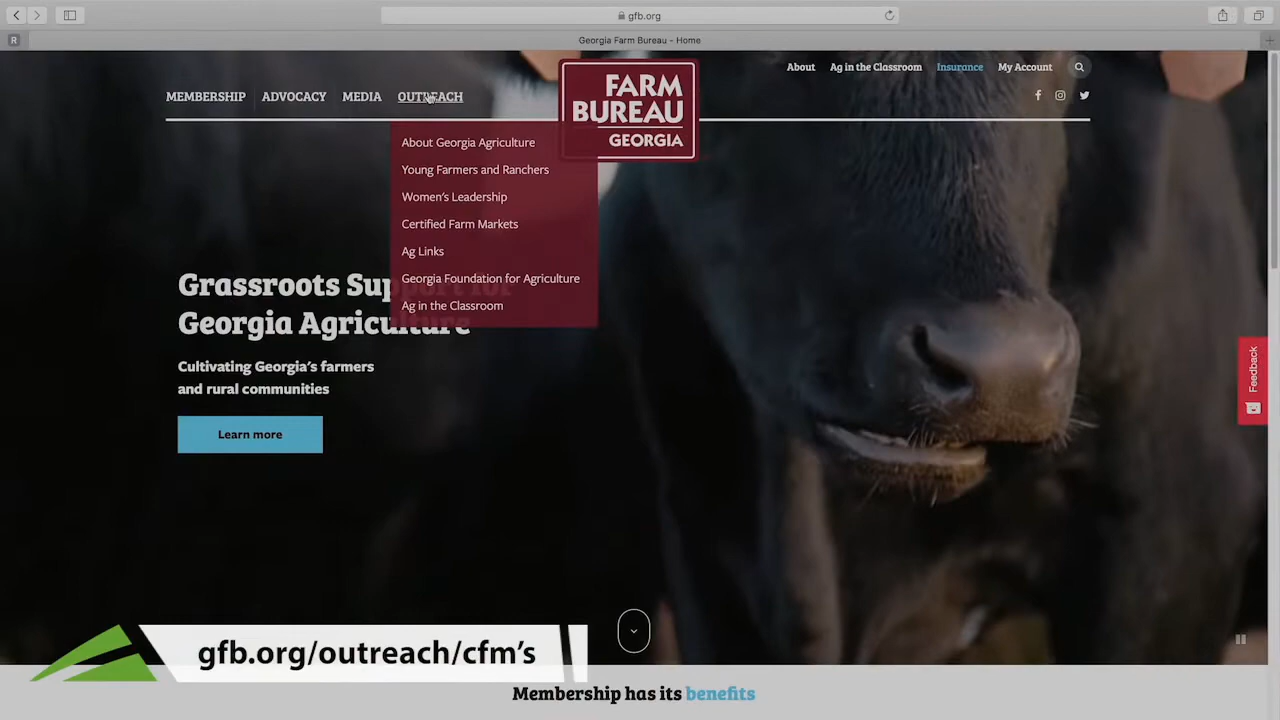 gfb.org
R
Georgia Farm Bureau - Home
About
Ag in the Classroom
Insurance
My Account
MEMBERSHIP
ADVOCACY
MEDIA
OUTREACH
FARM
BUREAU
GEORGIA
About Georgia Agriculture
Young Farmers and Ranchers
Women's Leadership
Certified Farm Markets
Ag Links
Georgia Foundation for Agriculture
Ag in the Classroom
Grassroots Support for
Georgia Agriculture
Cultivating Georgia's farmers
and rural communities
Learn more
Feedback
gfb.org/outreach/cfm's
Membership has its benefits